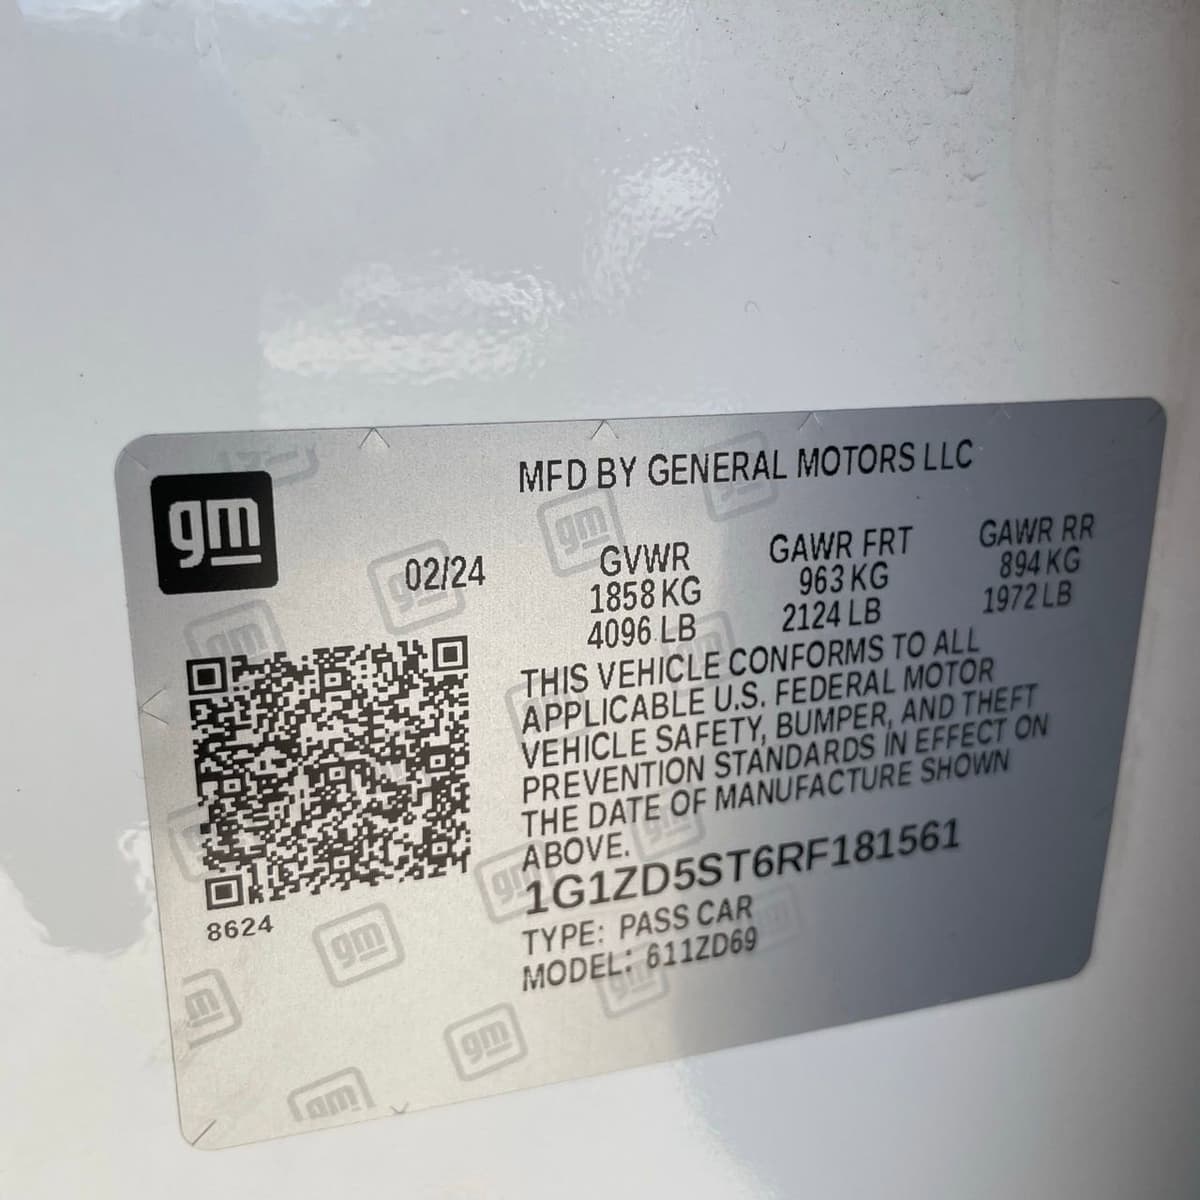 gm
MFD BY GENERAL MOTORS LLC
02/24
GVWR GAWR FRT GAWR RR
1858 KG 963 KG 894 KG
4096 LB 2124 LB 1972 LB
THIS VEHICLE CONFORMS TO ALL
APPLICABLE U.S. FEDERAL MOTOR
VEHICLE SAFETY, BUMPER, AND THEFT
PREVENTION STANDARDS IN EFFECT ON
THE DATE OF MANUFACTURE SHOWN
ABOVE.
1G1ZD5ST6RF181561
TYPE: PASS CAR
MODEL: 611ZD69
8624